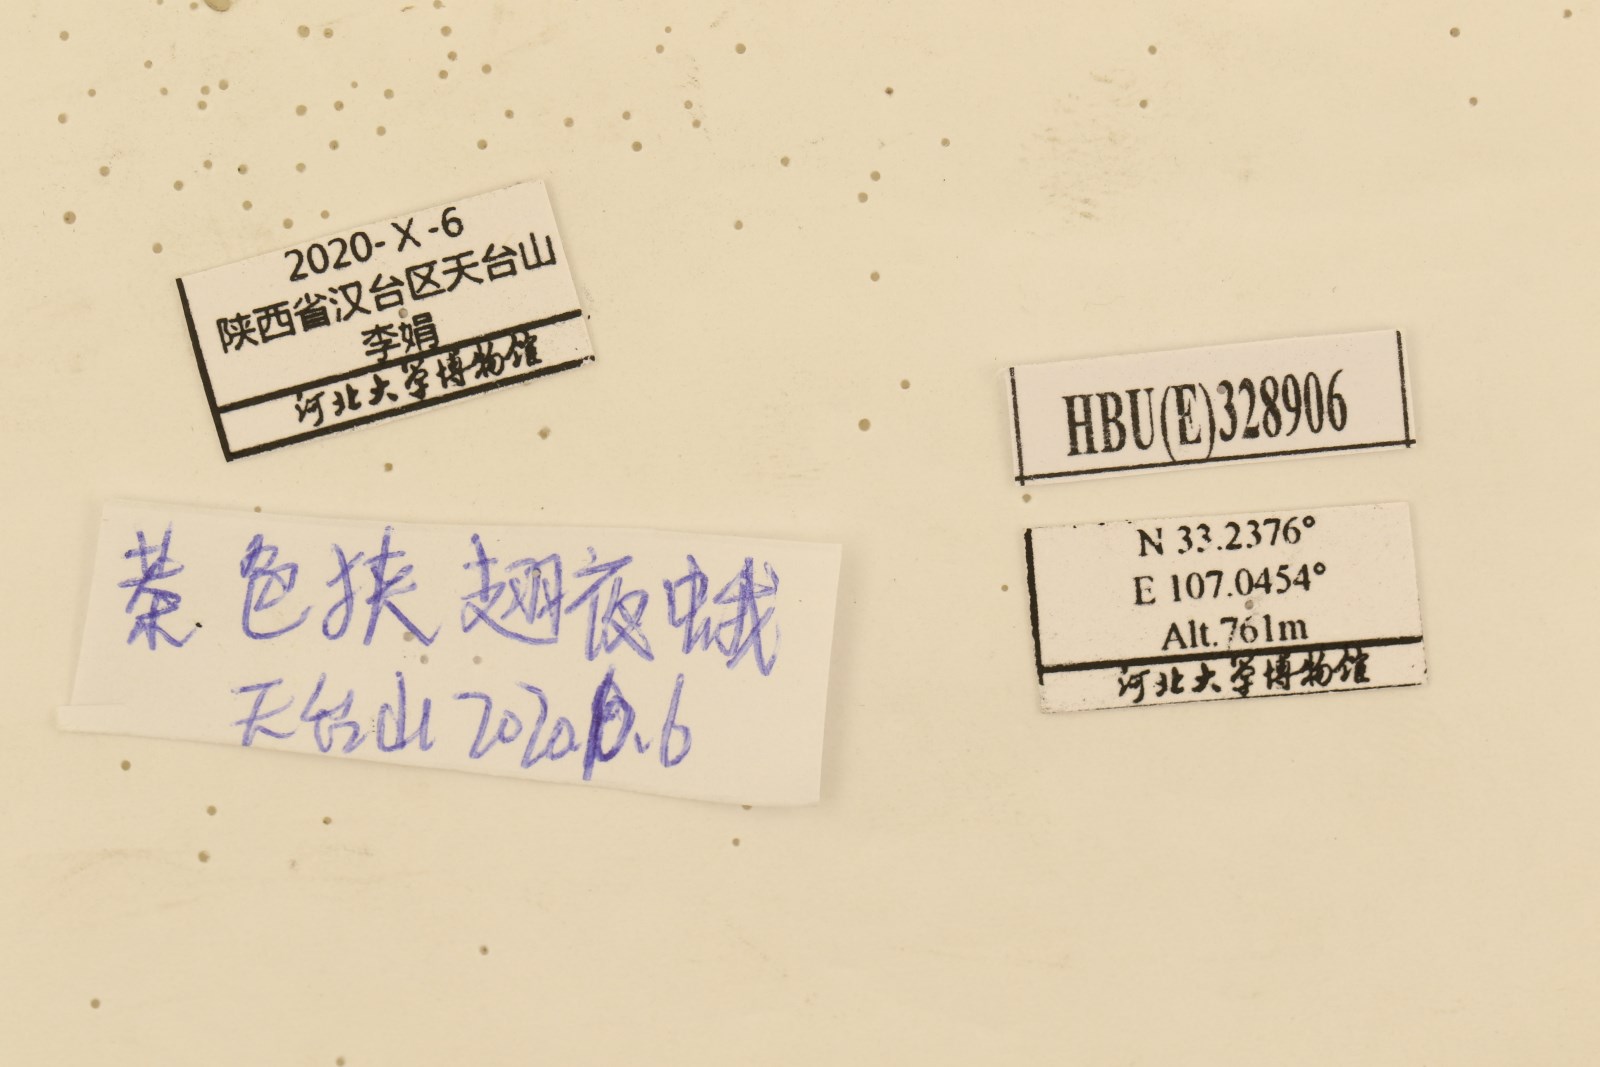 2020-X-6
陕西省汉台区天台山
李娟
河北大学博物馆
茶色狭翅夜蛾
天台山 2020.10.6
HBU(E)328906
N 33.2376°
E 107.0454°
Alt.761m
河北大学博物馆